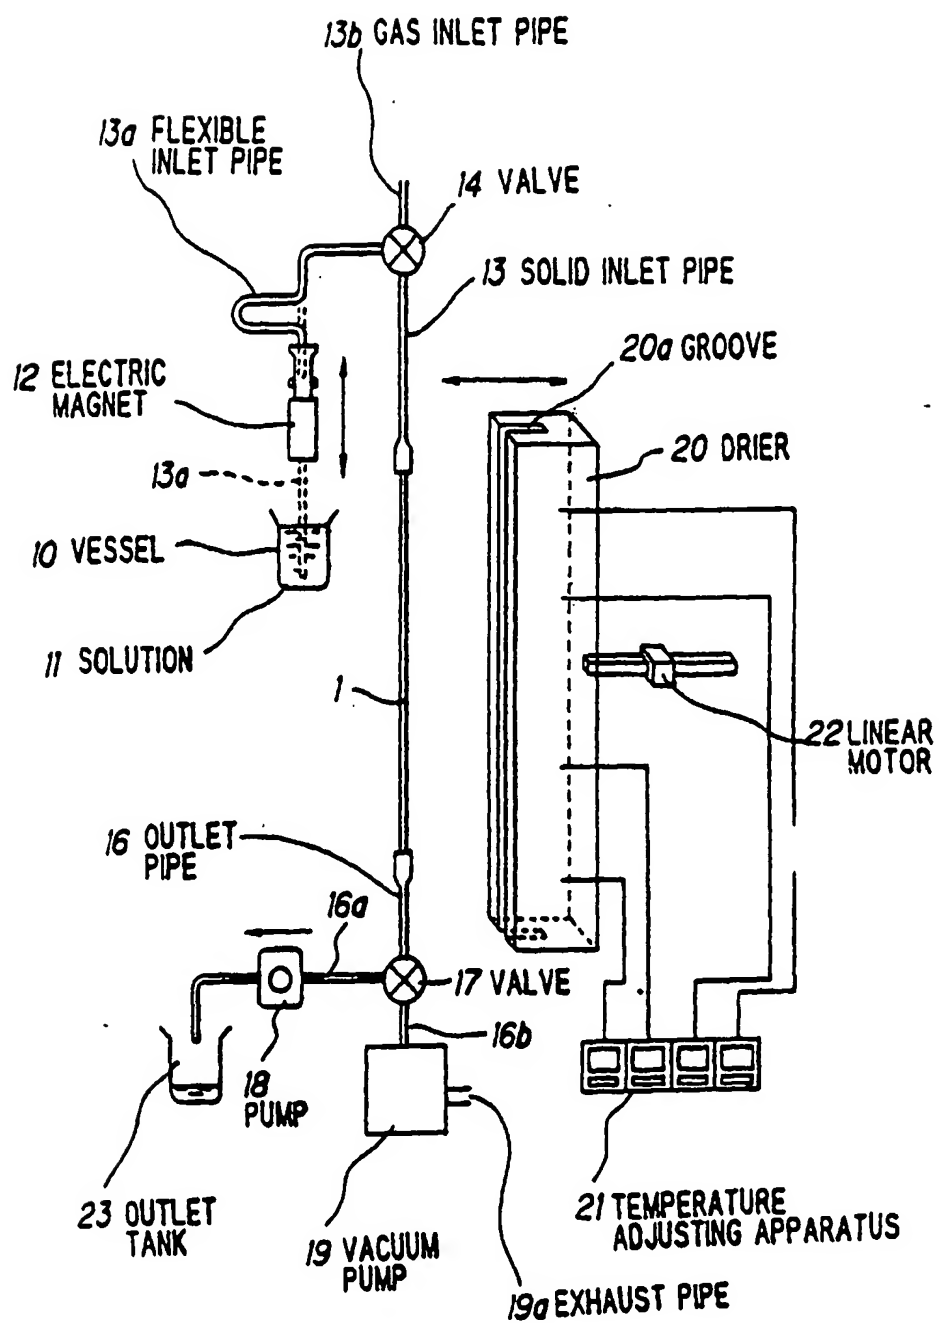 13b GAS INLET PIPE
13a FLEXIBLE
INLET PIPE
14 VALVE
13 SOLID INLET PIPE
20a GROOVE
12 ELECTRIC
MAGNET
20 DRIER
13a
10 VESSEL
11 SOLUTION
1
22 LINEAR
MOTOR
16 OUTLET
PIPE
16a
17 VALVE
16b
18
PUMP
23 OUTLET
TANK
19 VACUUM
PUMP
21 TEMPERATURE
ADJUSTING APPARATUS
19a EXHAUST PIPE